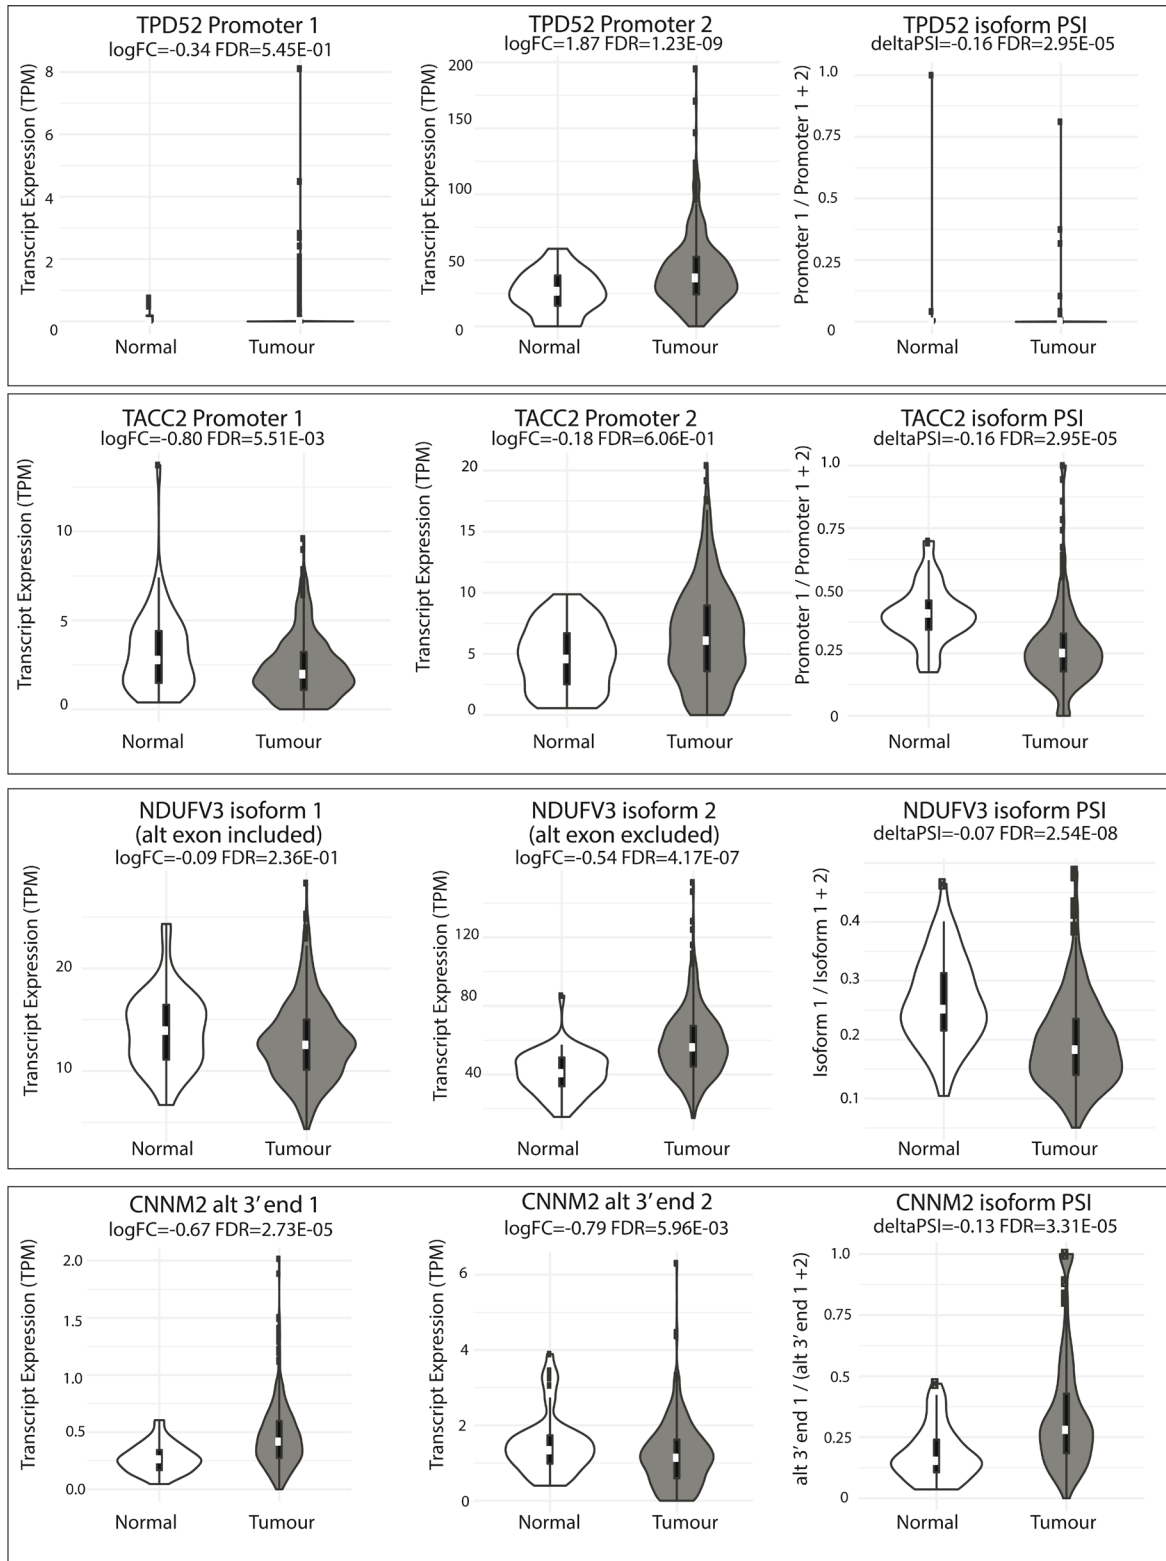 TPD52 Promoter 1
logFC=-0.34 FDR=5.45E-01
Transcript Expression (TPM)
8
6
4
2
0
Normal
Tumour
TPD52 Promoter 2
logFC=1.87 FDR=1.23E-09
Transcript Expression (TPM)
200
150
100
50
0
Normal
Tumour
TPD52 isoform PSI
deltaPSI=-0.16 FDR=2.95E-05
Promoter 1 / Promoter 1 + 2)
1.0
0.75
0.5
0.25
0
Normal
Tumour
TACC2 Promoter 1
logFC=-0.80 FDR=5.51E-03
Transcript Expression (TPM)
10
5
0
Normal
Tumour
TACC2 Promoter 2
logFC=-0.18 FDR=6.06E-01
Transcript Expression (TPM)
20
15
10
5
0
Normal
Tumour
TACC2 isoform PSI
deltaPSI=-0.16 FDR=2.95E-05
Promoter 1 / Promoter 1 + 2)
1.0
0.75
0.50
0.25
0
Normal
Tumour
NDUFV3 isoform 1
(alt exon included)
logFC=-0.09 FDR=2.36E-01
Transcript Expression (TPM)
20
10
Normal
Tumour
NDUFV3 isoform 2
(alt exon excluded)
logFC=-0.54 FDR=4.17E-07
Transcript Expression (TPM)
120
80
40
Normal
Tumour
NDUFV3 isoform PSI
deltaPSI=-0.07 FDR=2.54E-08
Isoform 1 / Isoform 1 + 2)
0.4
0.3
0.2
0.1
Normal
Tumour
CNNM2 alt 3’ end 1
logFC=-0.67 FDR=2.73E-05
Transcript Expression (TPM)
2.0
1.5
1.0
0.5
0.0
Normal
Tumour
CNNM2 alt 3’ end 2
logFC=-0.79 FDR=5.96E-03
Transcript Expression (TPM)
6
4
2
0
Normal
Tumour
CNNM2 isoform PSI
deltaPSI=-0.13 FDR=3.31E-05
alt 3’ end 1 / (alt 3’ end 1 +2)
1.0
0.75
0.5
0.25
0
Normal
Tumour